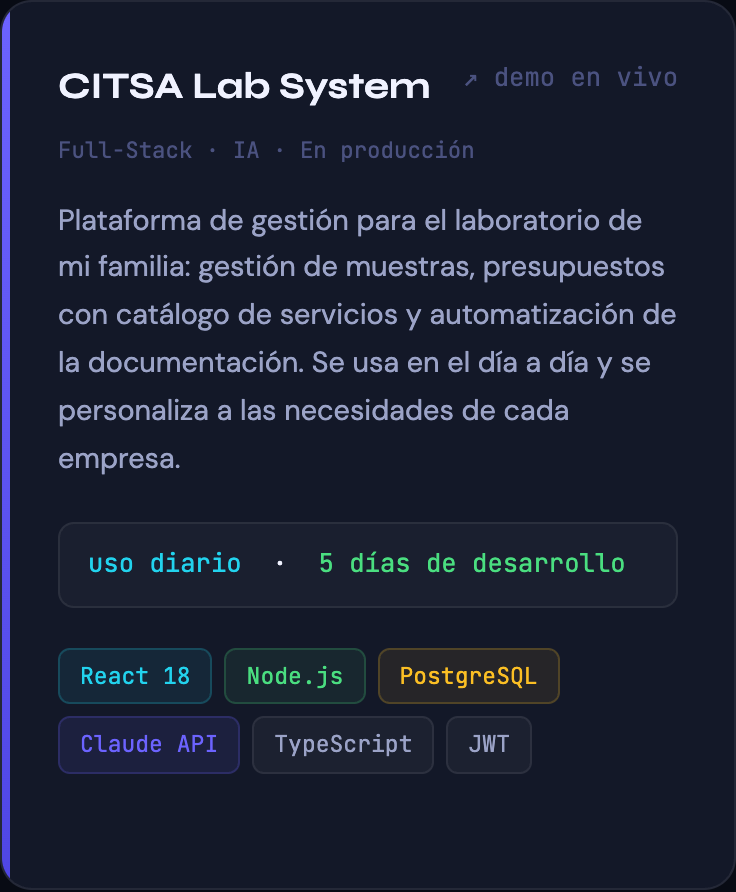 CITSA Lab System
↗ demo en vivo
Full-Stack · IA · En producción
Plataforma de gestión para el laboratorio de
mi familia: gestión de muestras, presupuestos
con catálogo de servicios y automatización de
la documentación. Se usa en el día a día y se
personaliza a las necesidades de cada
empresa.
uso diario · 5 días de desarrollo
React 18 Node.js PostgreSQL
Claude API TypeScript JWT